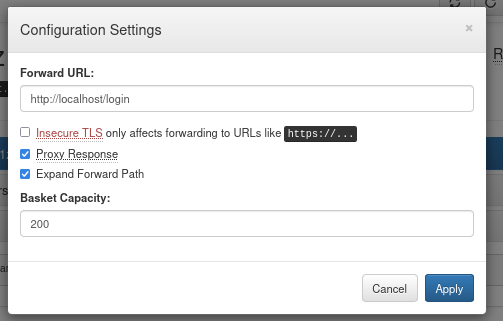 Configuration Settings ×
Forward URL:
http://localhost/login
Insecure TLS only affects forwarding to URLs like https://...
Proxy Response
Expand Forward Path
Basket Capacity:
200
Cancel Apply